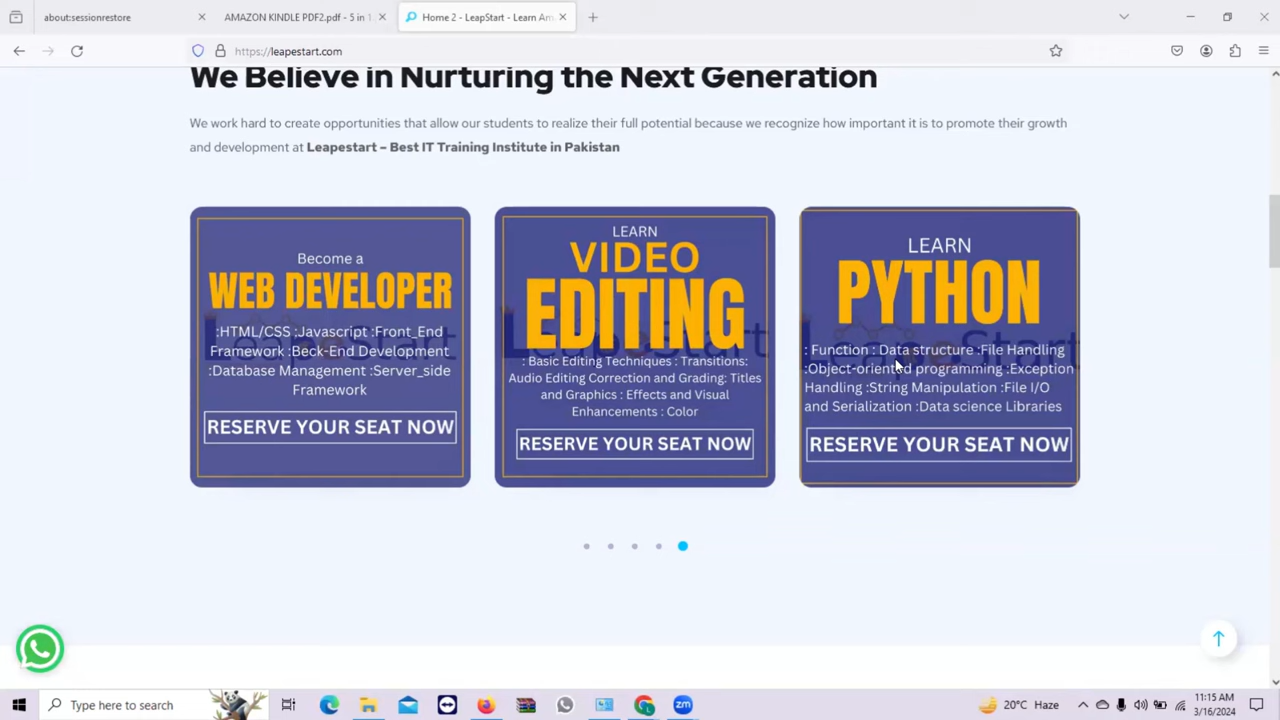 about:sessionrestore
AMAZON KINDLE PDF2.pdf - 5 in 1
Home 2 - LeapStart - Learn Am
https://leapestart.com
We Believe in Nurturing the Next Generation
We work hard to create opportunities that allow our students to realize their full potential because we recognize how important it is to promote their growth
and development at Leapestart – Best IT Training Institute in Pakistan
Become a
WEB DEVELOPER
:HTML/CSS :Javascript :Front_End
Framework :Beck-End Development
:Database Management :Server_side
Framework
RESERVE YOUR SEAT NOW
LEARN
VIDEO
EDITING
: Basic Editing Techniques : Transitions:
Audio Editing Correction and Grading: Titles
and Graphics : Effects and Visual
Enhancements : Color
RESERVE YOUR SEAT NOW
LEARN
PYTHON
: Function : Data structure :File Handling
:Object-oriented programming :Exception
Handling :String Manipulation :File I/O
and Serialization :Data science Libraries
RESERVE YOUR SEAT NOW
Type here to search
zm
20°C Haze
11:15 AM
3/16/2024